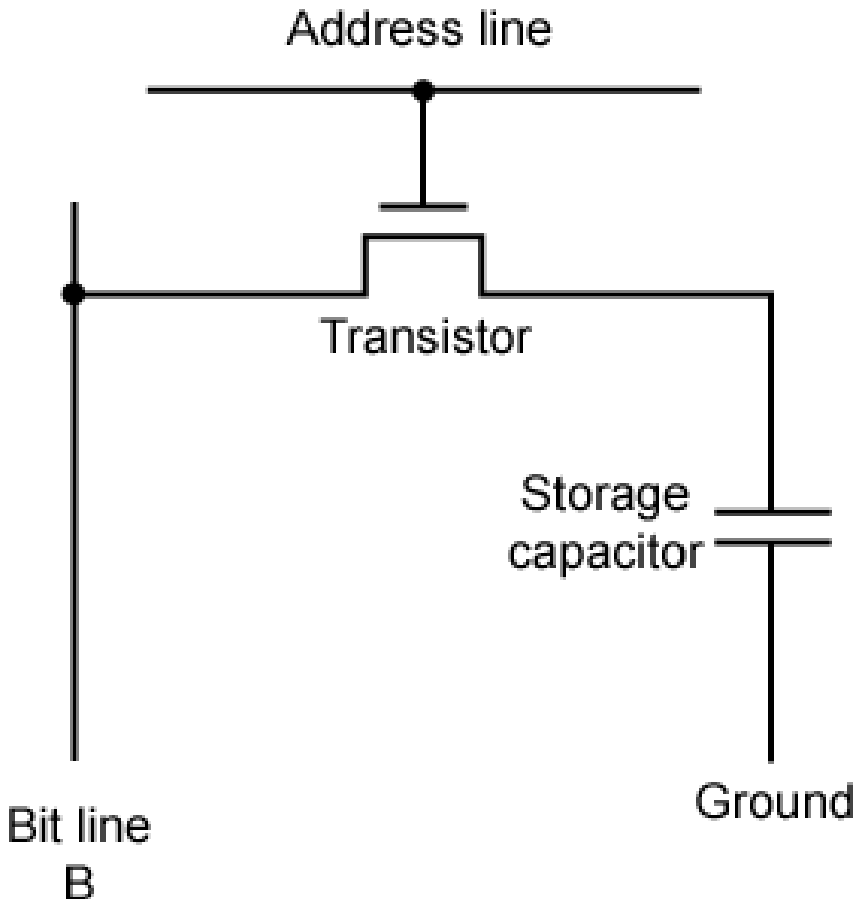 Address line
Transistor
Storage
capacitor
Ground
Bit line
B